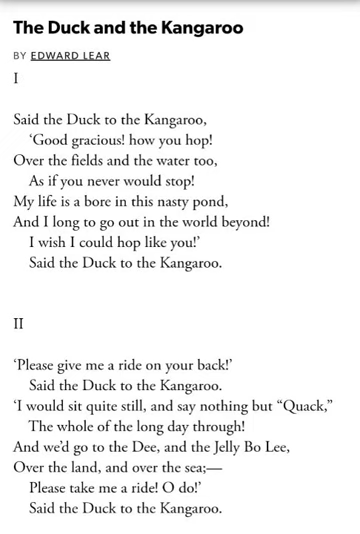 The Duck and the Kangaroo
BY EDWARD LEAR
I
Said the Duck to the Kangaroo,
‘Good gracious! how you hop!
Over the fields and the water too,
As if you never would stop!
My life is a bore in this nasty pond,
And I long to go out in the world beyond!
I wish I could hop like you!’
Said the Duck to the Kangaroo.
II
‘Please give me a ride on your back!’
Said the Duck to the Kangaroo.
‘I would sit quite still, and say nothing but “Quack,”
The whole of the long day through!
And we’d go to the Dee, and the Jelly Bo Lee,
Over the land, and over the sea;—
Please take me a ride! O do!’
Said the Duck to the Kangaroo.